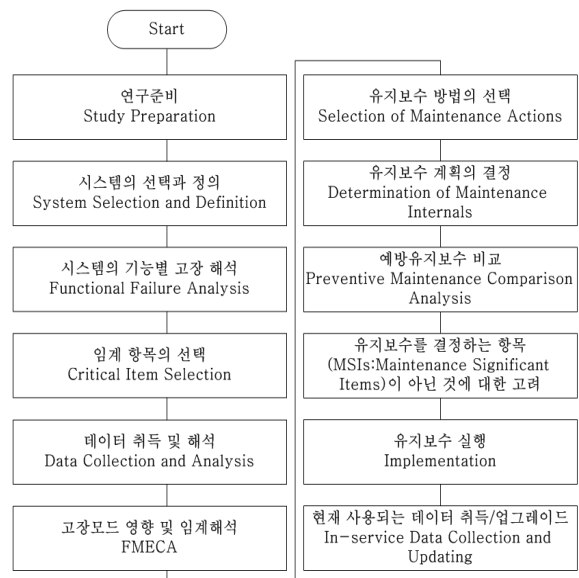 Start
연구준비
Study Preparation
시스템의 선택과 정의
System Selection and Definition
시스템의 기능별 고장 해석
Functional Failure Analysis
임계 항목의 선택
Critical Item Selection
데이터 취득 및 해석
Data Collection and Analysis
고장모드 영향 및 임계해석
FMECA
유지보수 방법의 선택
Selection of Maintenance Actions
유지보수 계획의 결정
Determination of Maintenance
Internals
예방유지보수 비교
Preventive Maintenance Comparison
Analysis
유지보수를 결정하는 항목
(MSIs:Maintenance Significant
Items)이 아닌 것에 대한 고려
유지보수 실행
Implementation
현재 사용되는 데이터 취득/업그레이드
In-service Data Collection and
Updating